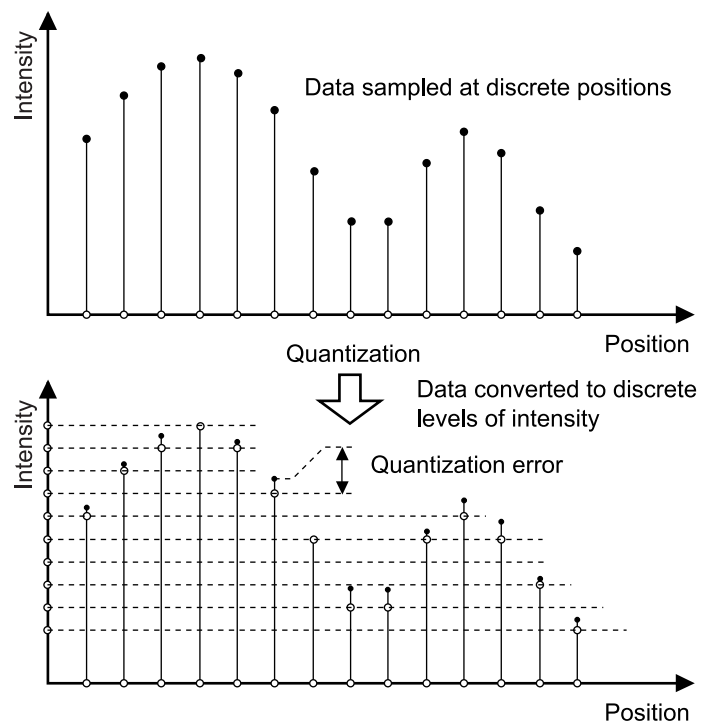 Intensity
Data sampled at discrete positions
Position
Quantization
Data converted to discrete
levels of intensity
Intensity
Quantization error
Position